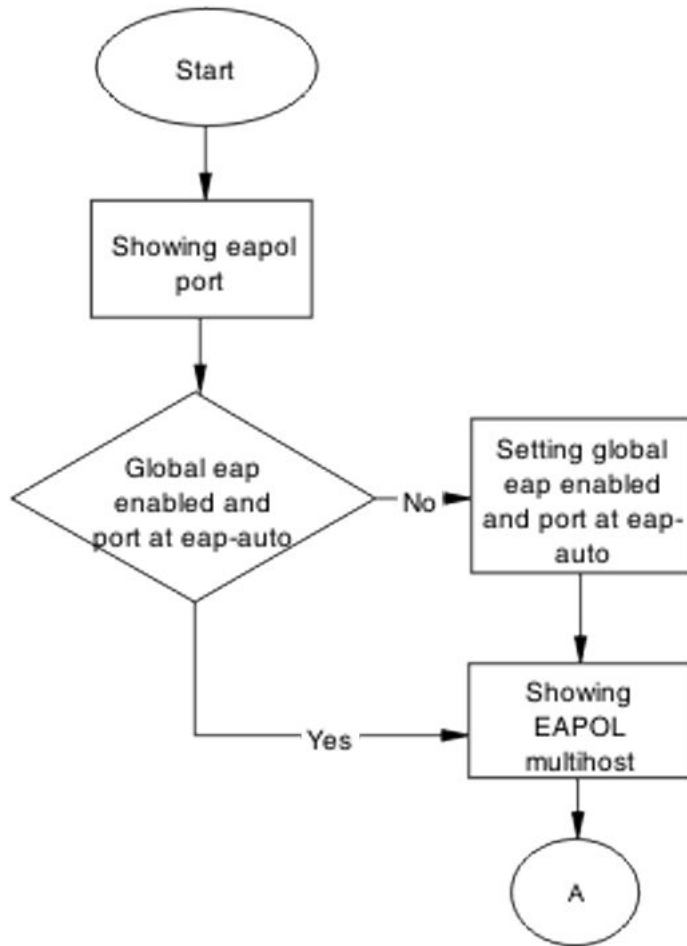 Start
Showing eapol
port
Global eap
enabled and
port at eap-auto
No
Setting global
eap enabled
and port at eap-
auto
Yes
Showing
EAPOL
multihost
A